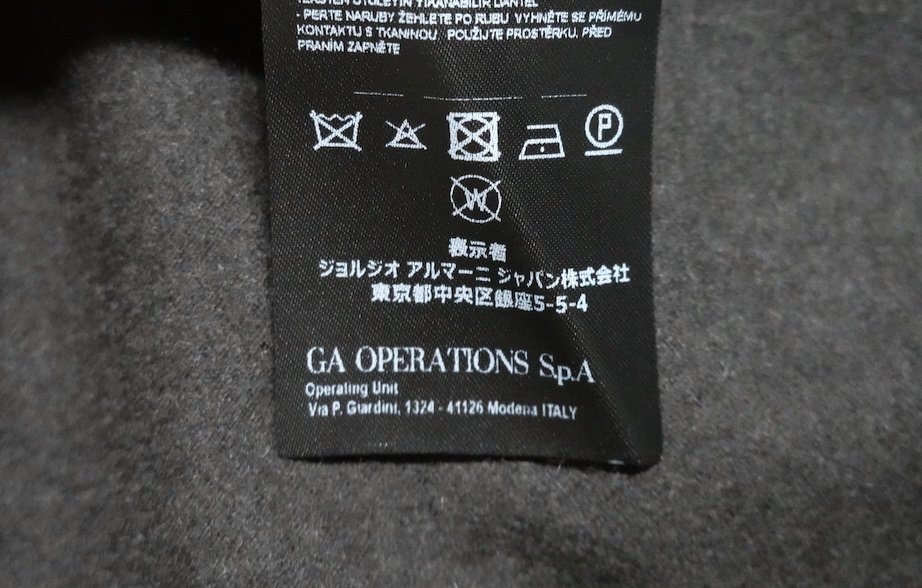 · PERTE NARUBY ŽEHLETE PO RUBU VYHNĚTE SE PŘÍMÉMU
KONTAKTU S TKANINOU POUŽIJTE PROSTĚRKU, PŘED
PRANÍM ZAPNĚTE
P
W
表示者
ジョルジオ アルマーニ ジャパン株式会社
東京都中央区銀座5-5-4
GA OPERATIONS S.p.A
Operating Unit
Via P. Giardini, 1324 - 41126 Modena ITALY